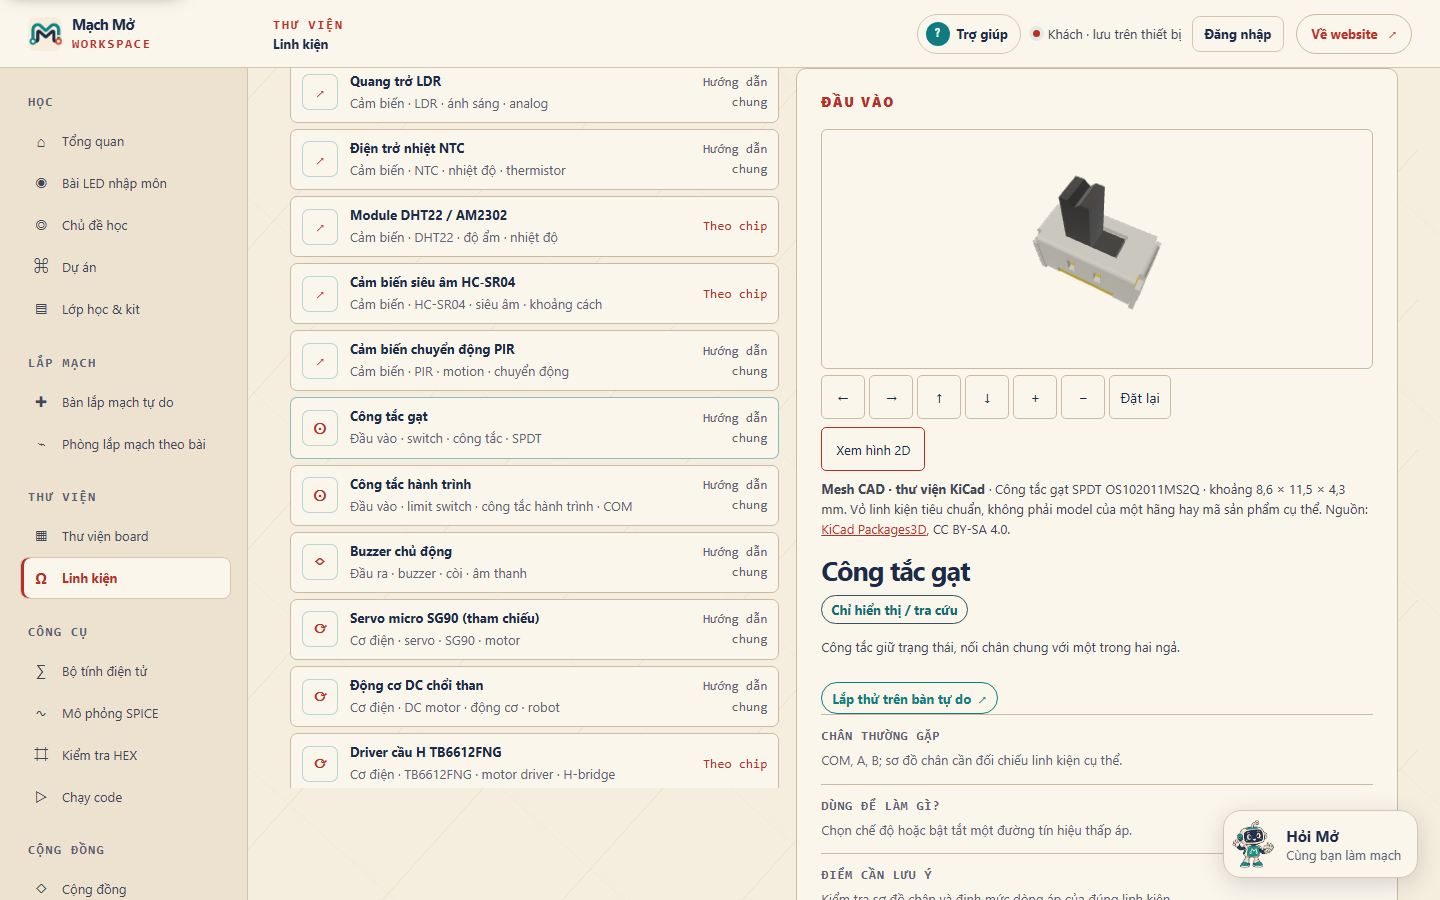 Mạch Mở
WORKSPACE
THƯ VIỆN
Linh kiện
? Trợ giúp
Khách · lưu trên thiết bị
Đăng nhập
Về website ↗
HỌC
Tổng quan
Bài LED nhập môn
Chủ đề học
Dự án
Lớp học & kit
LẮP MẠCH
Bàn lắp mạch tự do
Phòng lắp mạch theo bài
THƯ VIỆN
Thư viện board
Ω Linh kiện
CÔNG CỤ
∑ Bộ tính điện tử
Mô phỏng SPICE
Kiểm tra HEX
Chạy code
CỘNG ĐỒNG
Cộng đồng
Quang trở LDR
Cảm biến · LDR · ánh sáng · analog
Hướng dẫn
chung
Điện trở nhiệt NTC
Cảm biến · NTC · nhiệt độ · thermistor
Hướng dẫn
chung
Module DHT22 / AM2302
Cảm biến · DHT22 · độ ẩm · nhiệt độ
Theo chip
Cảm biến siêu âm HC-SR04
Cảm biến · HC-SR04 · siêu âm · khoảng cách
Theo chip
Cảm biến chuyển động PIR
Cảm biến · PIR · motion · chuyển động
Hướng dẫn
chung
Công tắc gạt
Đầu vào · switch · công tắc · SPDT
Hướng dẫn
chung
Công tắc hành trình
Đầu vào · limit switch · công tắc hành trình · COM
Hướng dẫn
chung
Buzzer chủ động
Đầu ra · buzzer · còi · âm thanh
Hướng dẫn
chung
Servo micro SG90 (tham chiếu)
Cơ điện · servo · SG90 · motor
Hướng dẫn
chung
Động cơ DC chổi than
Cơ điện · DC motor · động cơ · robot
Hướng dẫn
chung
Driver cầu H TB6612FNG
Cơ điện · TB6612FNG · motor driver · H-bridge
Theo chip
ĐẦU VÀO
← → ↑ ↓ + − Đặt lại
Xem hình 2D
Mesh CAD · thư viện KiCad · Công tắc gạt SPDT OS102011MS2Q · khoảng 8,6 × 11,5 × 4,3
mm. Vỏ linh kiện tiêu chuẩn, không phải model của một hãng hay mã sản phẩm cụ thể. Nguồn:
KiCad Packages3D, CC BY-SA 4.0.
Công tắc gạt
Chỉ hiển thị / tra cứu
Công tắc giữ trạng thái, nối chân chung với một trong hai ngả.
Lắp thử trên bàn tự do ↗
CHÂN THƯỜNG GẶP
COM, A, B; sơ đồ chân cần đối chiếu linh kiện cụ thể.
DÙNG ĐỂ LÀM GÌ?
Chọn chế độ hoặc bật tắt một đường tín hiệu thấp áp.
ĐIỂM CẦN LƯU Ý
Kiểm tra sơ đồ chân và định mức dòng áp của đúng linh kiện.
Hỏi Mở
Cùng bạn làm mạch